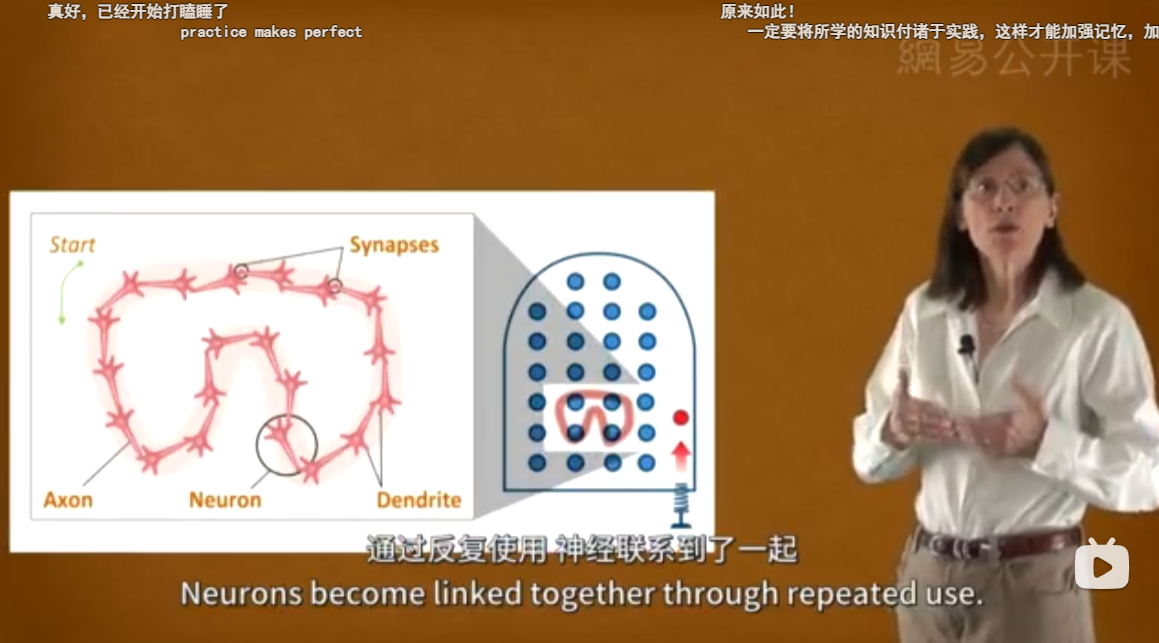 真好，已经开始打瞌睡了
原来如此！
practice makes perfect
一定要将所学的知识付诸于实践，这样才能加强记忆，加
網易公开课
Start
Synapses
Axon
Neuron
Dendrite
通过反复使用 神经联系到了一起
Neurons become linked together through repeated use.